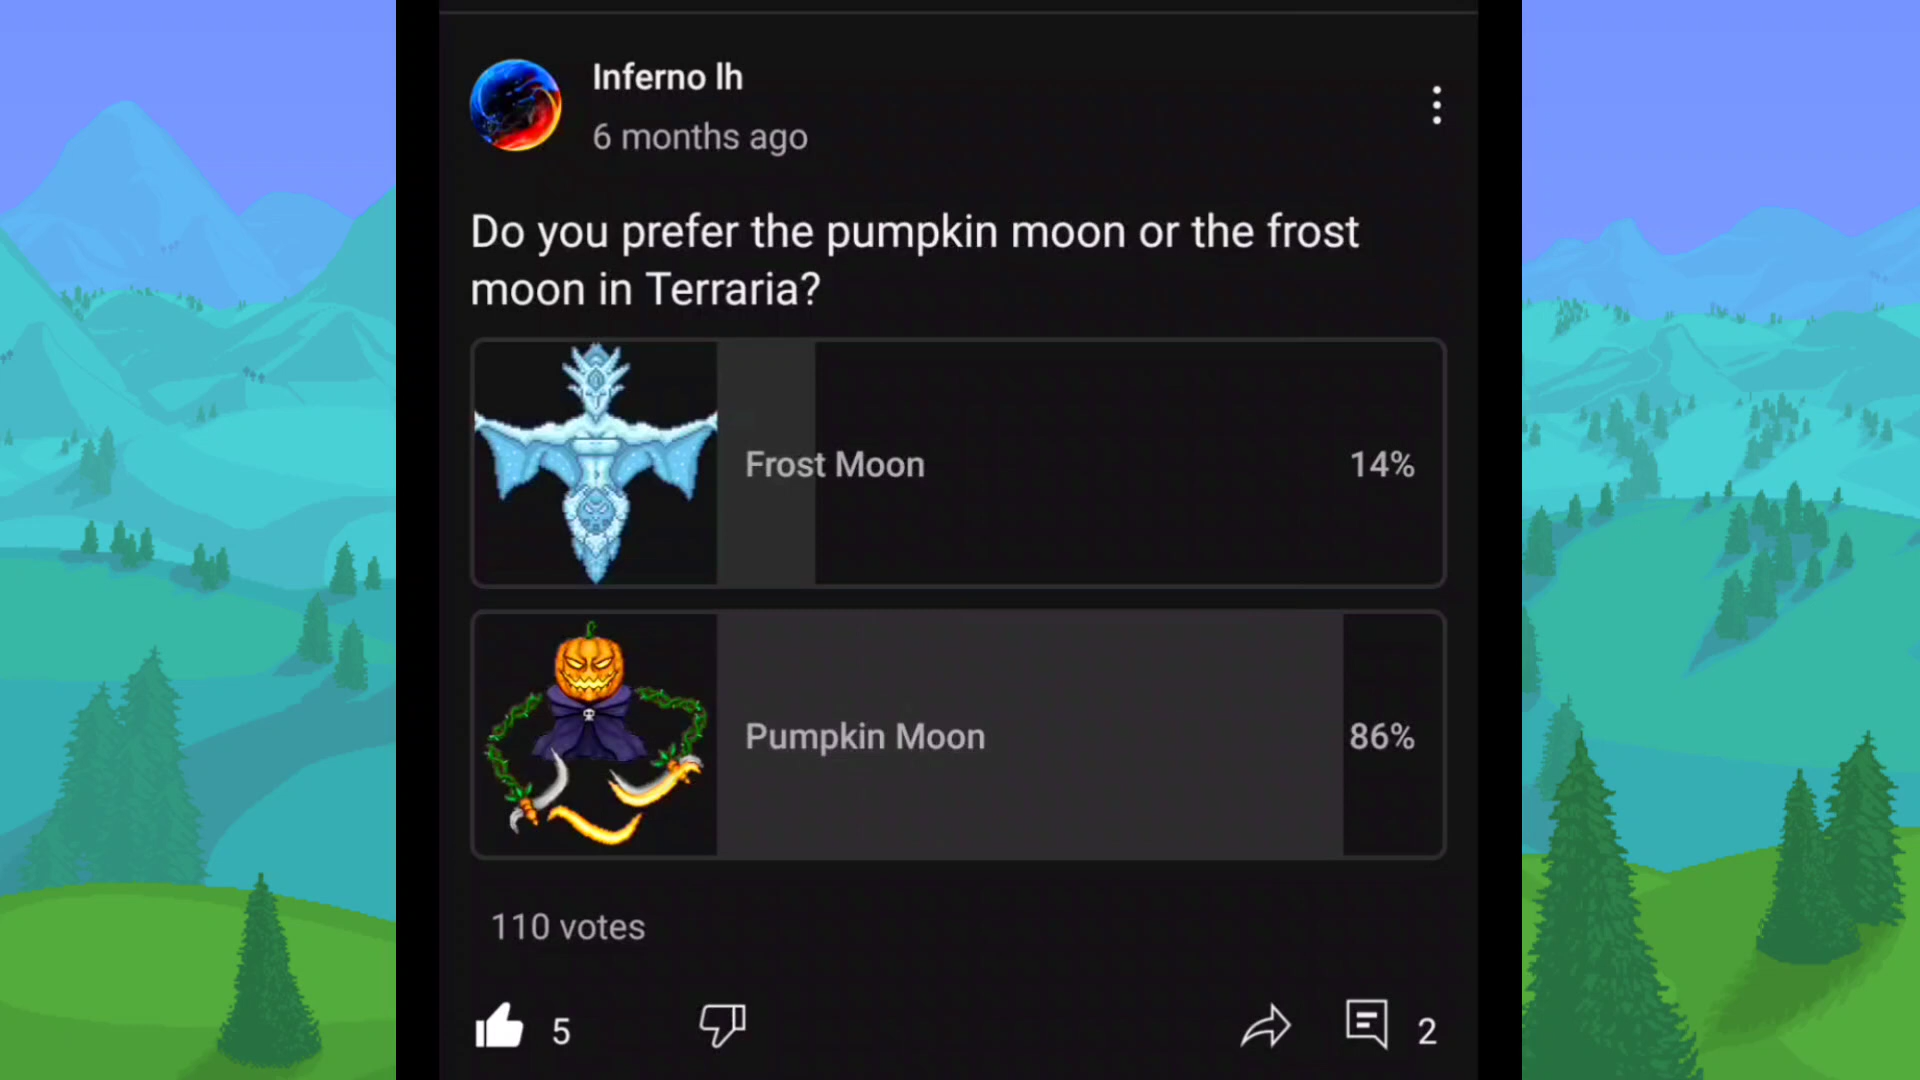 Inferno lh
6 months ago
Do you prefer the pumpkin moon or the frost
moon in Terraria?
Frost Moon 14%
Pumpkin Moon 86%
110 votes
5 2